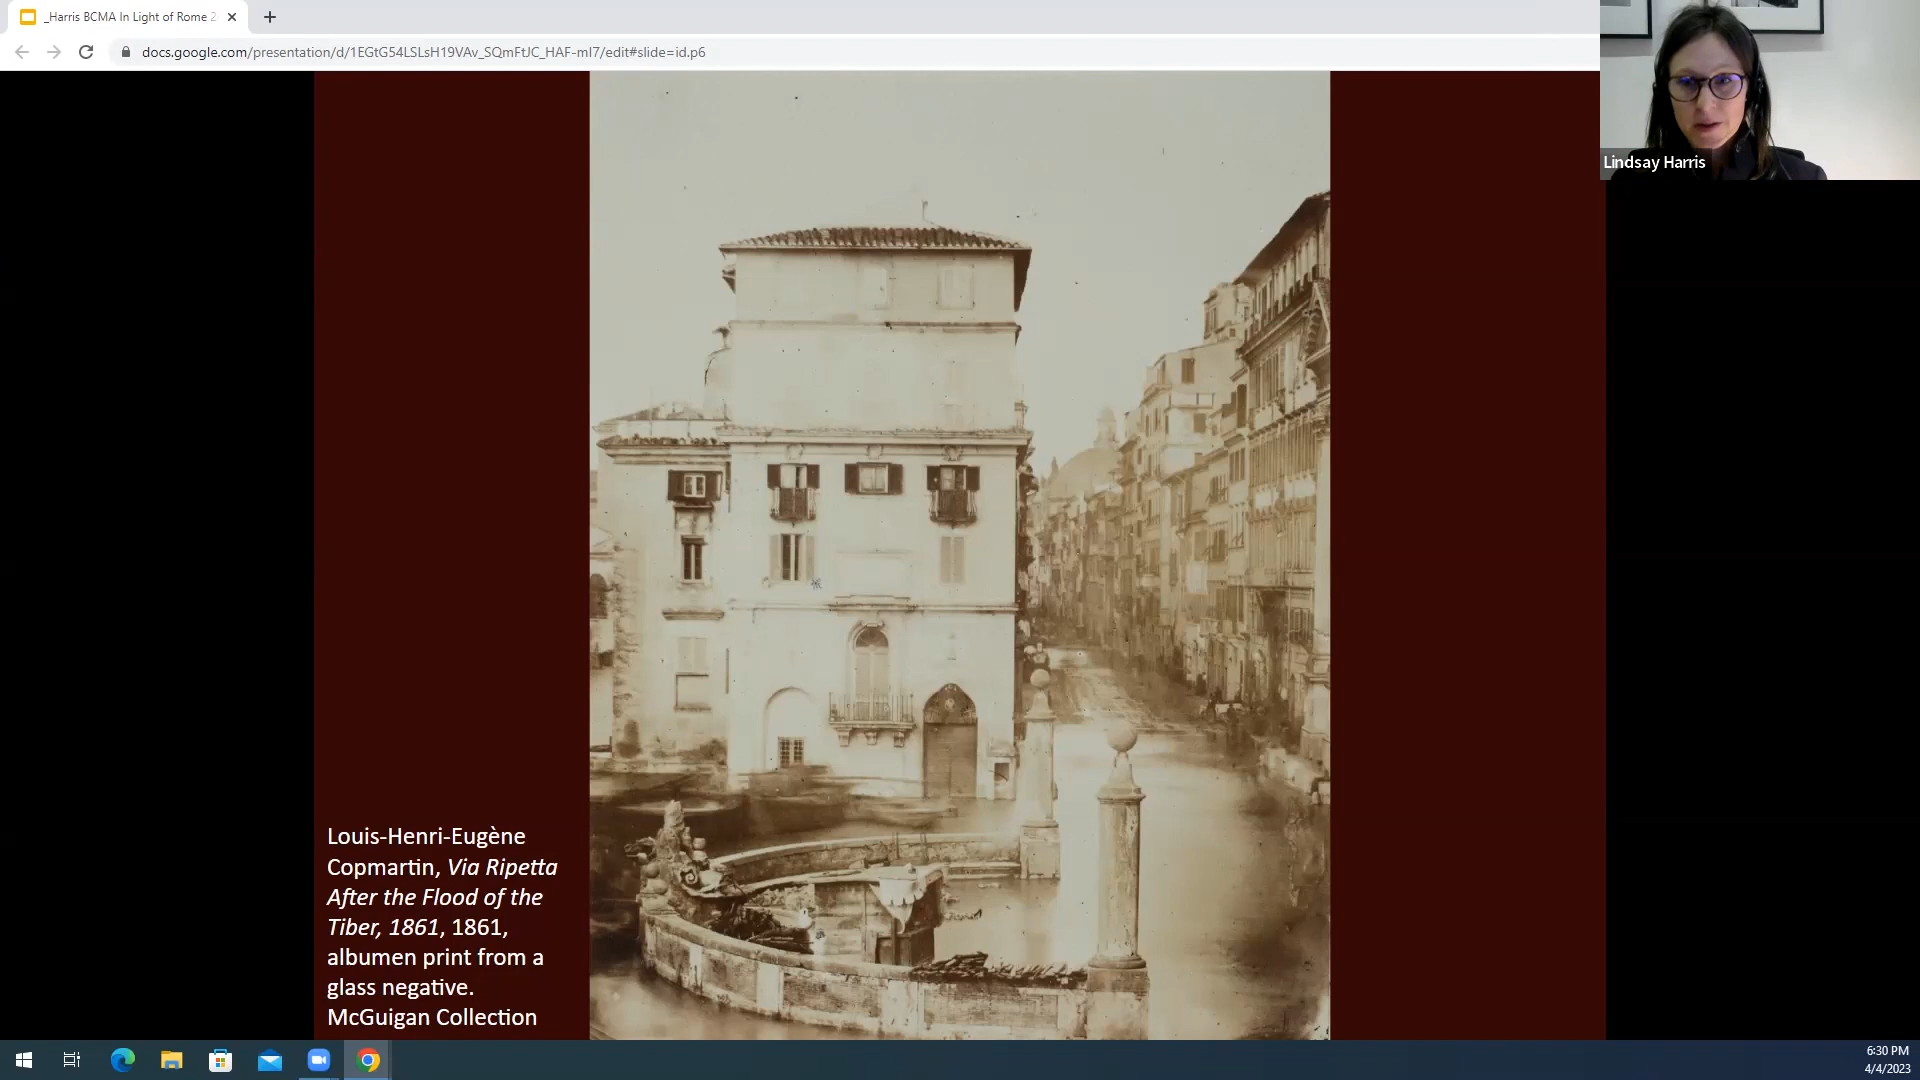 _Harris BCMA In Light of Rome 2
docs.google.com/presentation/d/1EGtG54LSLsH19VAv_SQmFtJC_HAF-mI7/edit#slide=id.p6
Lindsay Harris
Louis-Henri-Eugène
Copmartin, Via Ripetta
After the Flood of the
Tiber, 1861, 1861,
albumen print from a
glass negative.
McGuigan Collection
6:30 PM
4/4/2023